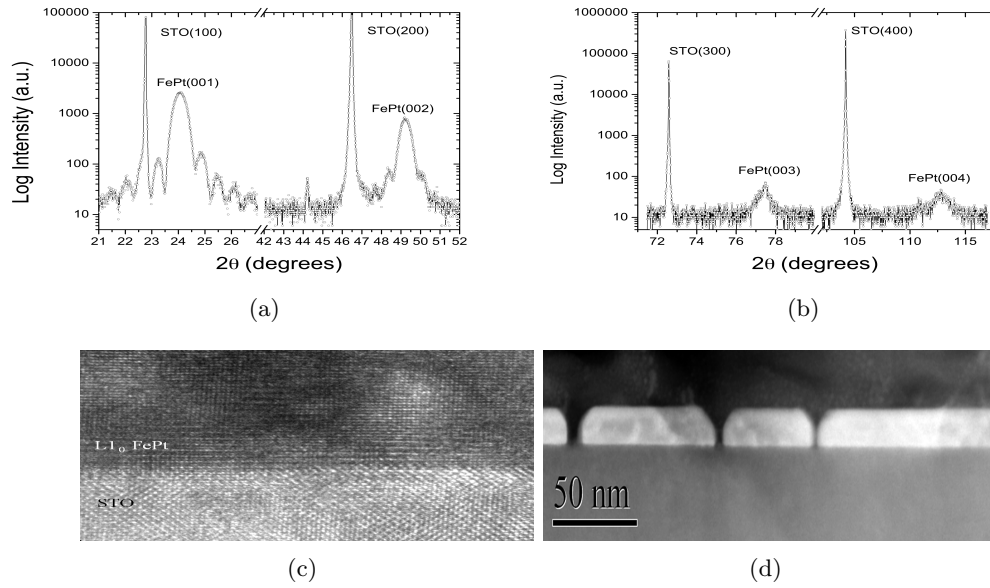 100000
10000
1000
100
10
Log Intensity (a.u.)
STO(100)
FePt(001)
STO(200)
FePt(002)
21 22 23 24 25 26 42 43 44 45 46 47 48 49 50 51 52
2θ (degrees)
(a)
1000000
100000
10000
1000
100
10
Log Intensity (a.u.)
STO(300)
FePt(003)
STO(400)
FePt(004)
72 74 76 78 105 110 115
2θ (degrees)
(b)
L1₀ FePt
STO
(c)
50 nm
(d)